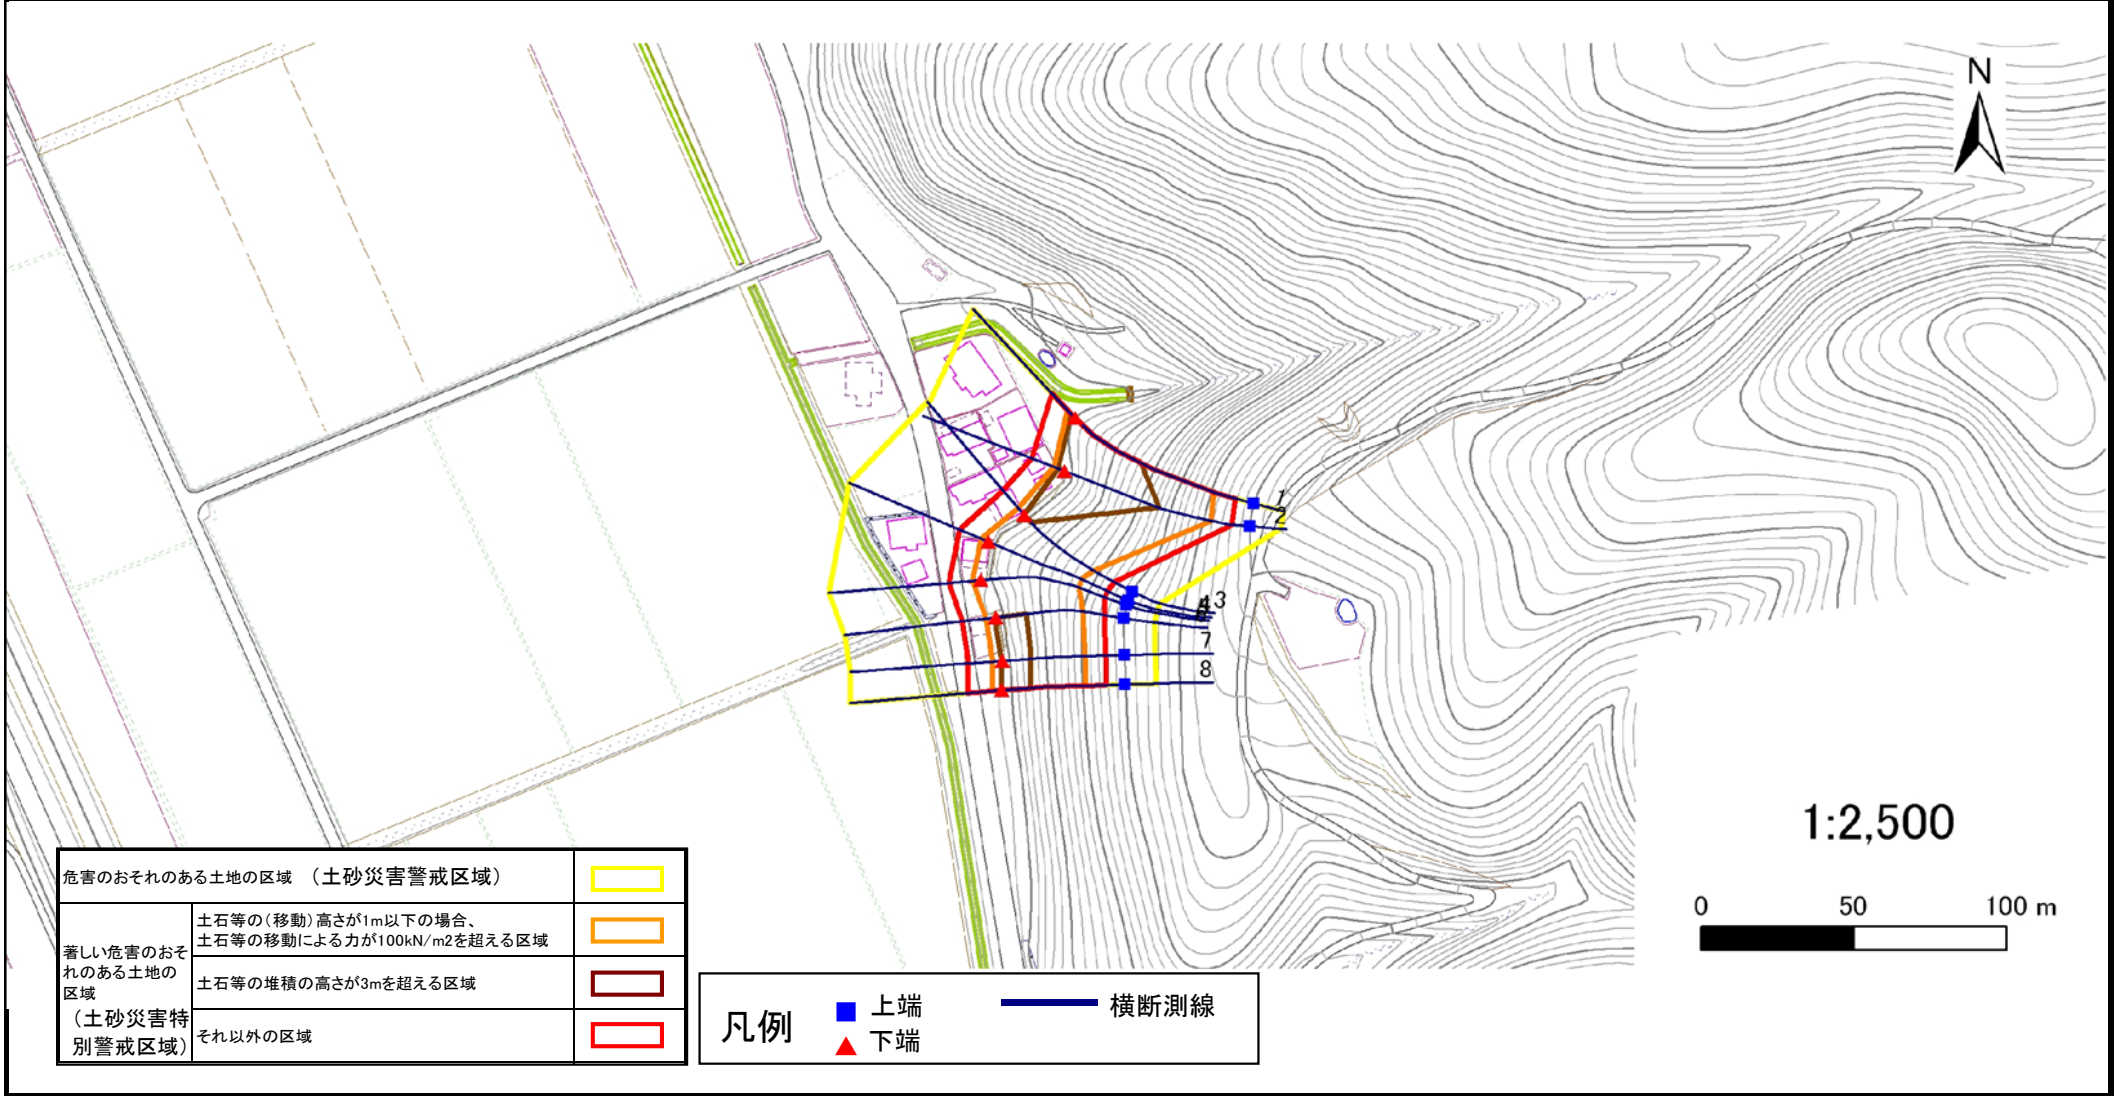 N
1
2
3
4
7
8
1:2,500
0 50 100 m
危害のおそれのある土地の区域 （土砂災害警戒区域）
著しい危害のおそ
れのある土地の
区域
（土砂災害特
別警戒区域）
土石等の（移動）高さが1m以下の場合、
土石等の移動による力が100kN/m2を超える区域
土石等の堆積の高さが3mを超える区域
それ以外の区域
凡例
上端
下端
横断測線